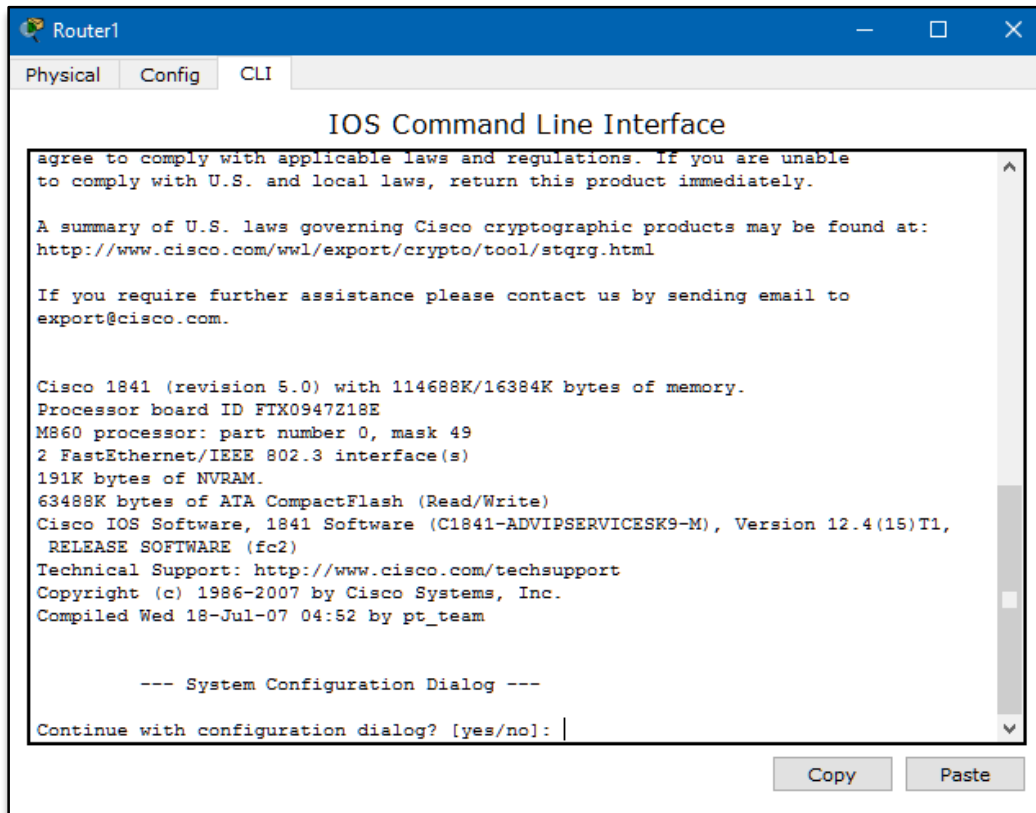 Router1
Physical Config CLI
IOS Command Line Interface
agree to comply with applicable laws and regulations. If you are unable
to comply with U.S. and local laws, return this product immediately.
A summary of U.S. laws governing Cisco cryptographic products may be found at:
http://www.cisco.com/wwl/export/crypto/tool/stqrg.html
If you require further assistance please contact us by sending email to
export@cisco.com.
Cisco 1841 (revision 5.0) with 114688K/16384K bytes of memory.
Processor board ID FTX0947Z18E
M860 processor: part number 0, mask 49
2 FastEthernet/IEEE 802.3 interface(s)
191K bytes of NVRAM.
63488K bytes of ATA CompactFlash (Read/Write)
Cisco IOS Software, 1841 Software (C1841-ADVIPSERVICESK9-M), Version 12.4(15)T1,
RELEASE SOFTWARE (fc2)
Technical Support: http://www.cisco.com/techsupport
Copyright (c) 1986-2007 by Cisco Systems, Inc.
Compiled Wed 18-Jul-07 04:52 by pt_team
--- System Configuration Dialog ---
Continue with configuration dialog? [yes/no]:
Copy Paste